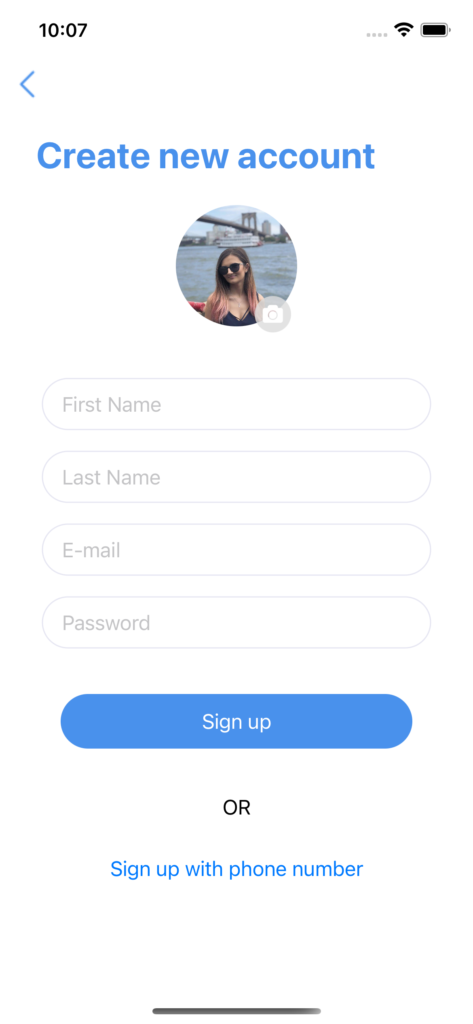 10:07
Create new account
First Name
Last Name
E-mail
Password
Sign up
OR
Sign up with phone number